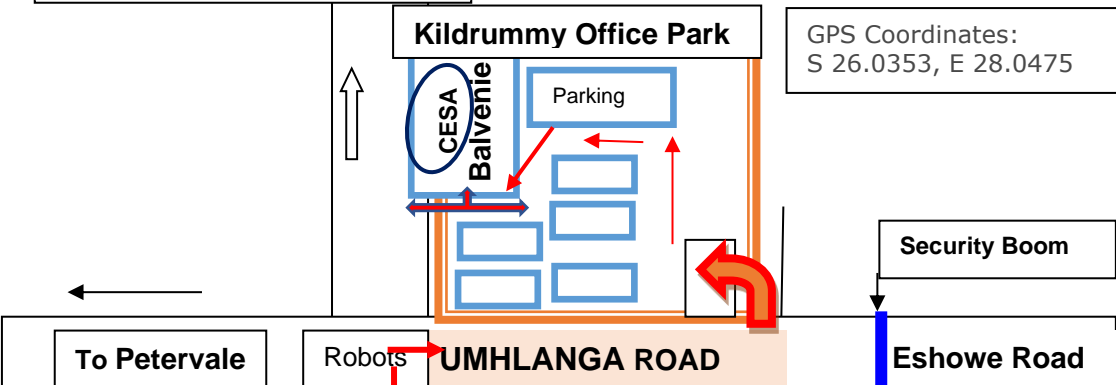 Kildrummy Office Park
GPS Coordinates:
S 26.0353, E 28.0475
Parking
CESA
Balvenie
Security Boom
To Petervale
Robots
UMHLANGA ROAD
Eshowe Road